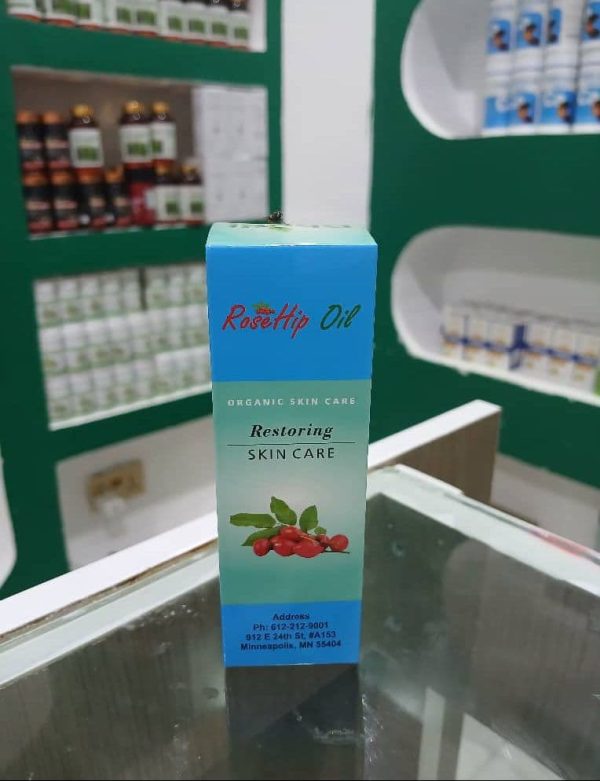 RoseHip Oil
ORGANIC SKIN CARE
Restoring
SKIN CARE
Address
Ph: 612-212-9001
912 E 24th St, #A153
Minneapolis, MN 55404